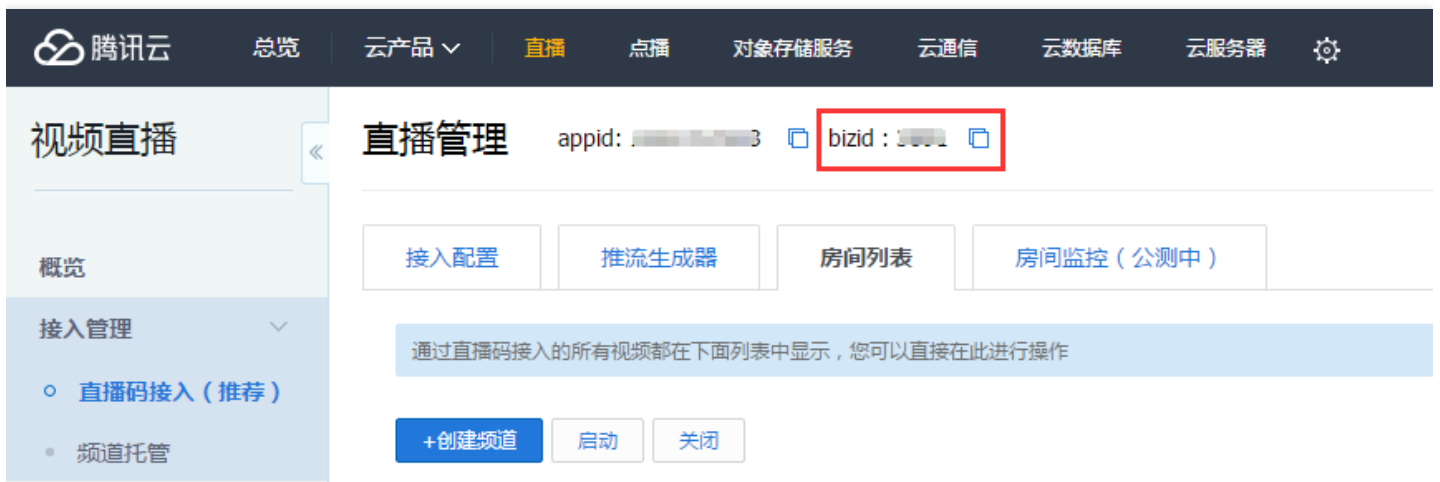 腾讯云 总览 云产品 直播 点播 对象存储服务 云通信 云数据库 云服务器
视频直播
直播管理 appid: bizid :
接入配置 推流生成器 房间列表 房间监控（公测中）
概览
接入管理
通过直播码接入的所有视频都在下面列表中显示，您可以直接在此进行操作
直播码接入（推荐）
+创建频道 启动 关闭
频道托管